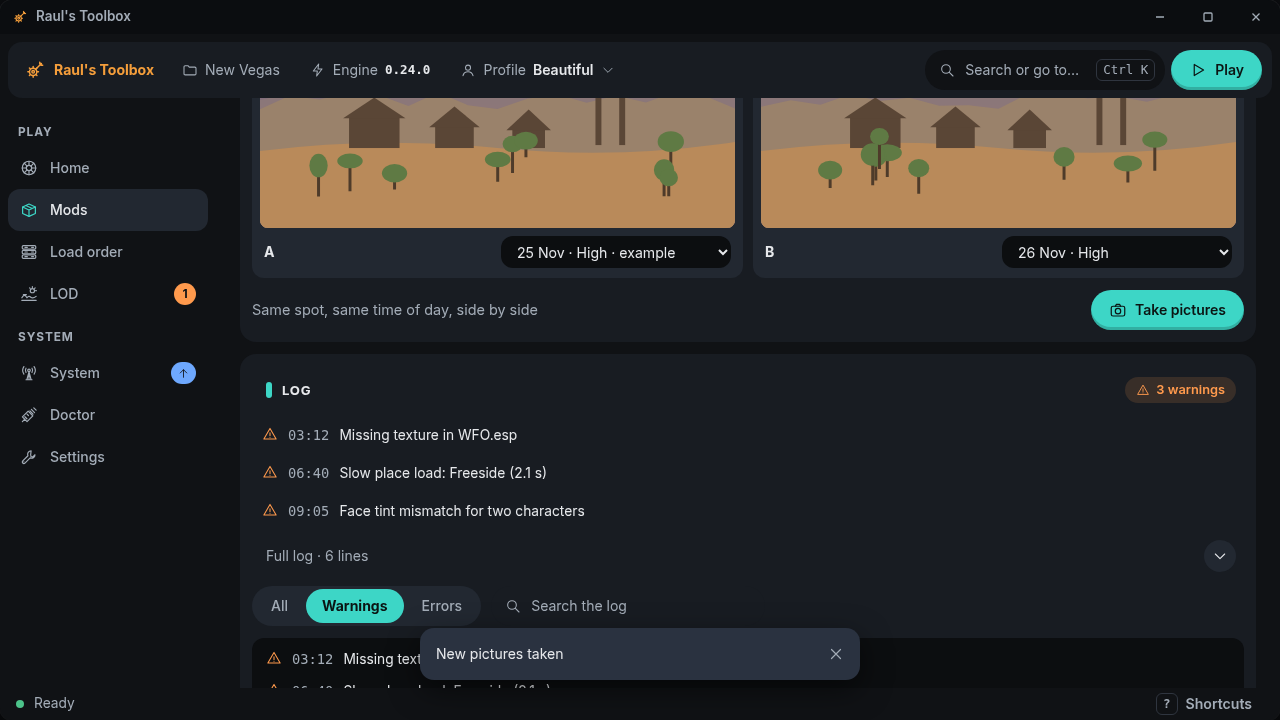 Raul's Toolbox
Raul's Toolbox
New Vegas
Engine 0.24.0
Profile Beautiful
Search or go to...
Ctrl K
Play
PLAY
Home
Mods
Load order
LOD
1
SYSTEM
System
Doctor
Settings
A
25 Nov · High · example
B
26 Nov · High
Same spot, same time of day, side by side
Take pictures
LOG
3 warnings
03:12 Missing texture in WFO.esp
06:40 Slow place load: Freeside (2.1 s)
09:05 Face tint mismatch for two characters
Full log · 6 lines
All
Warnings
Errors
Search the log
03:12 Missing
New pictures taken
Ready
? Shortcuts